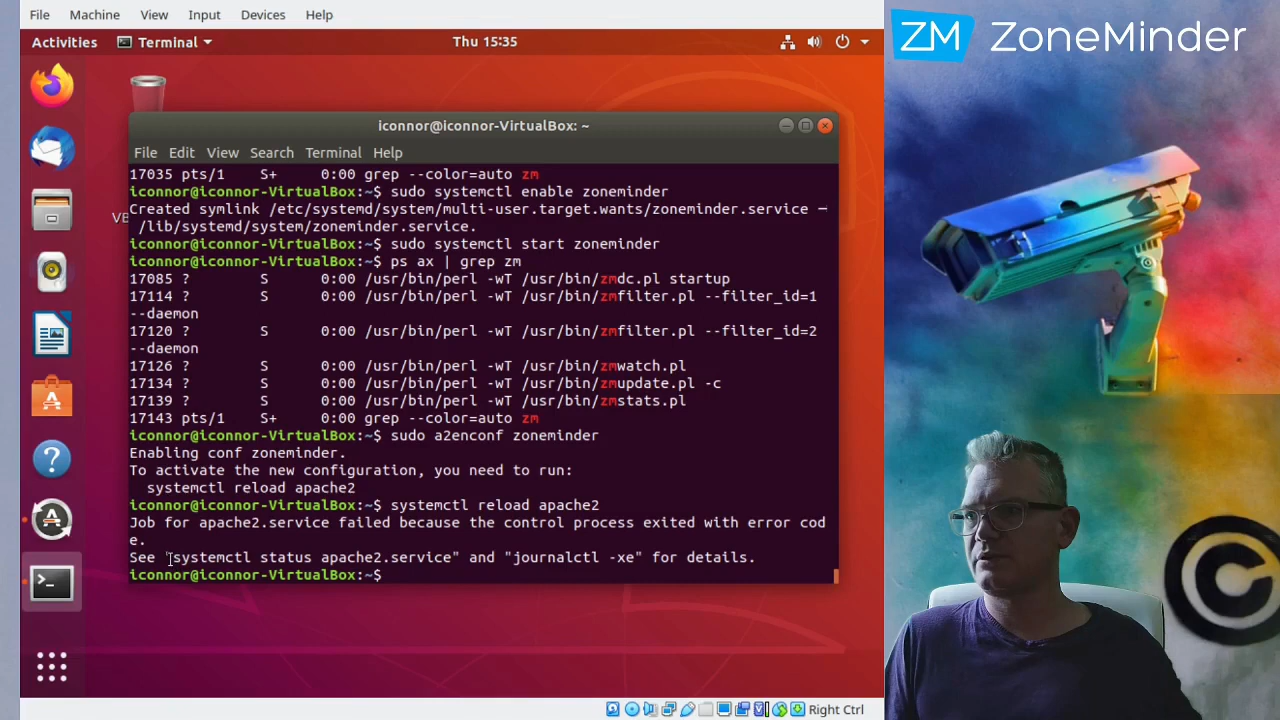 File Machine View Input Devices Help
ZM ZoneMinder
Activities Terminal Thu 15:35
iconnor@iconnor-VirtualBox: ~
File Edit View Search Terminal Help
17035 pts/1 S+ 0:00 grep --color=auto zm
iconnor@iconnor-VirtualBox:~$ sudo systemctl enable zoneminder
Created symlink /etc/systemd/system/multi-user.target.wants/zoneminder.service →
/lib/systemd/system/zoneminder.service.
iconnor@iconnor-VirtualBox:~$ sudo systemctl start zoneminder
iconnor@iconnor-VirtualBox:~$ ps ax | grep zm
17085 ? S 0:00 /usr/bin/perl -wT /usr/bin/zmdc.pl startup
17114 ? S 0:00 /usr/bin/perl -wT /usr/bin/zmfilter.pl --filter_id=1
--daemon
17120 ? S 0:00 /usr/bin/perl -wT /usr/bin/zmfilter.pl --filter_id=2
--daemon
17126 ? S 0:00 /usr/bin/perl -wT /usr/bin/zmwatch.pl
17134 ? S 0:00 /usr/bin/perl -wT /usr/bin/zmupdate.pl -c
17139 ? S 0:00 /usr/bin/perl -wT /usr/bin/zmstats.pl
17143 pts/1 S+ 0:00 grep --color=auto zm
iconnor@iconnor-VirtualBox:~$ sudo a2enconf zoneminder
Enabling conf zoneminder.
To activate the new configuration, you need to run:
systemctl reload apache2
iconnor@iconnor-VirtualBox:~$ systemctl reload apache2
Job for apache2.service failed because the control process exited with error cod
e.
See "systemctl status apache2.service" and "journalctl -xe" for details.
iconnor@iconnor-VirtualBox:~$
Right Ctrl